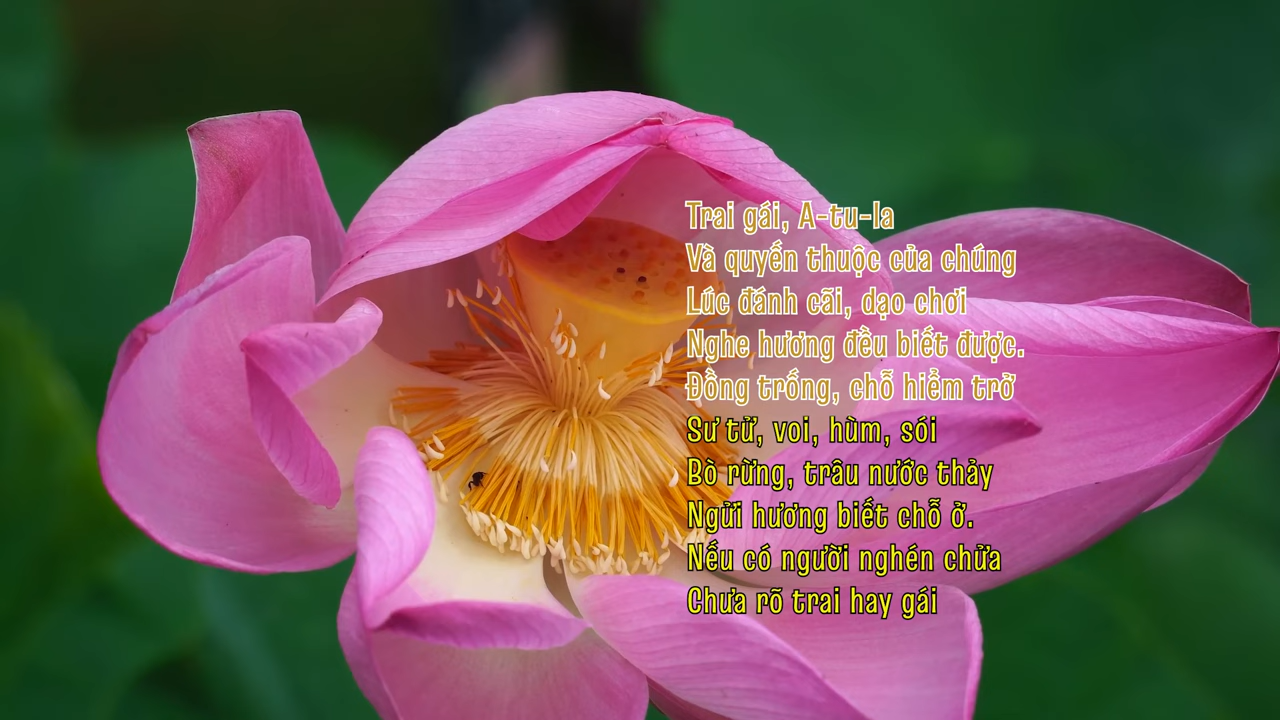 Trai gái, A-tu-la
Và quyến thuộc của chúng
Lúc đánh cãi, dạo chơi
Nghe hương đều biết được.
Đồng trống, chỗ hiểm trở
Sư tử, voi, hùm, sói
Bò rừng, trâu nước thảy
Ngửi hương biết chỗ ở.
Nếu có người nghén chửa
Chưa rõ trai hay gái